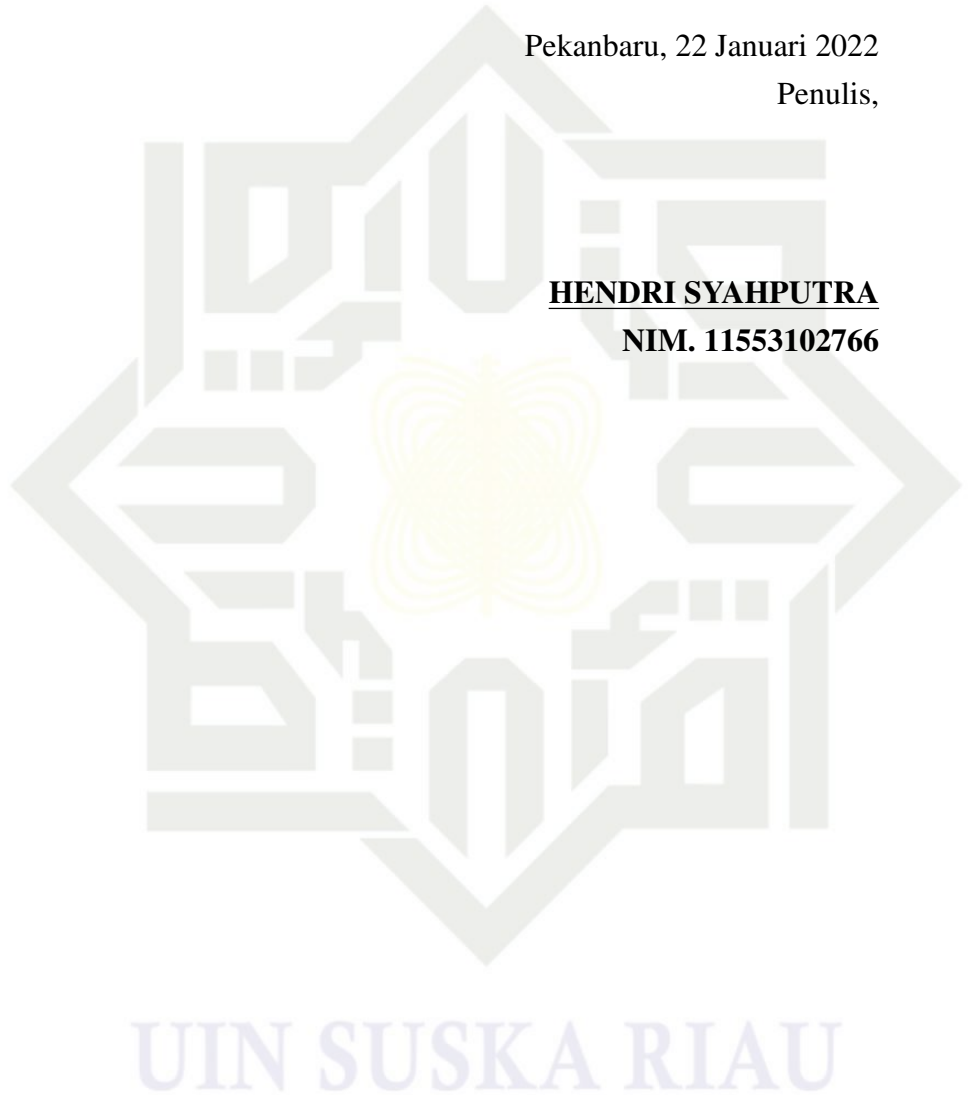 Pekanbaru, 22 Januari 2022
Penulis,
HENDRI SYAHPUTRA
NIM. 11553102766
UIN SUSKA RIAU